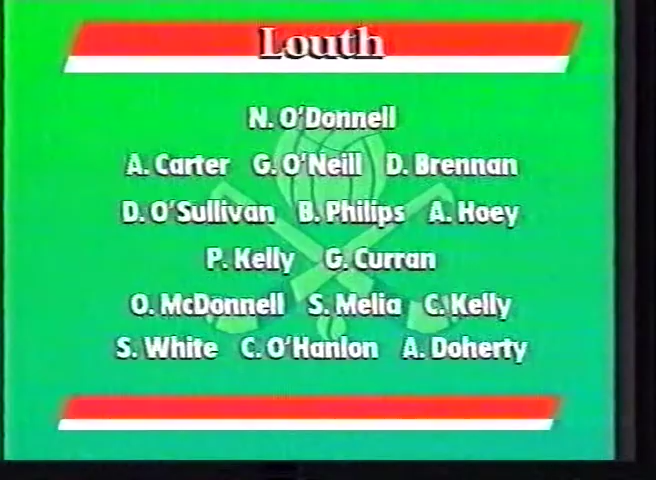 Louth
N. O'Donnell
A. Carter G. O'Neill D. Brennan
D. O'Sullivan B. Philips A. Hoey
P. Kelly G. Curran
O. McDonnell S. Melia C. Kelly
S. White C. O'Hanlon A. Doherty